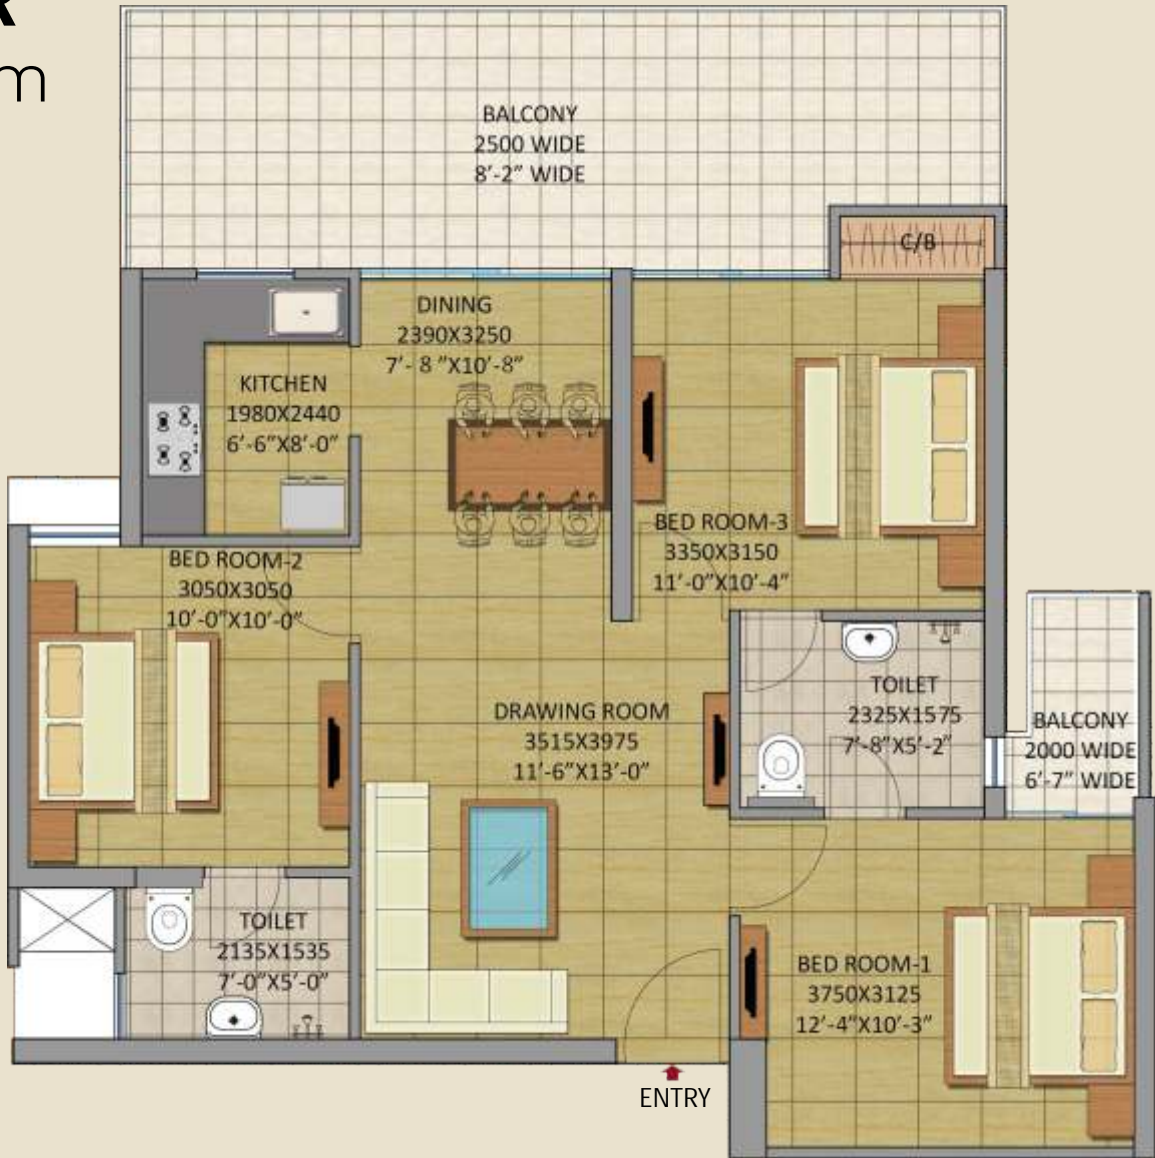 m
BALCONY
2500 WIDE
8'-2" WIDE
C/B
DINING
2390X3250
7'- 8 "X10'-8"
KITCHEN
1980X2440
6'-6"X8'-0"
BED ROOM-3
3350X3150
11'-0"X10'-4"
BED ROOM-2
3050X3050
10'-0"X10'-0"
TOILET
2325X1575
7'-8"X5'-2"
DRAWING ROOM
3515X3975
11'-6"X13'-0"
BALCONY
2000 WIDE
6'-7" WIDE
TOILET
2135X1535
7'-0"X5'-0"
BED ROOM-1
3750X3125
12'-4"X10'-3"
ENTRY